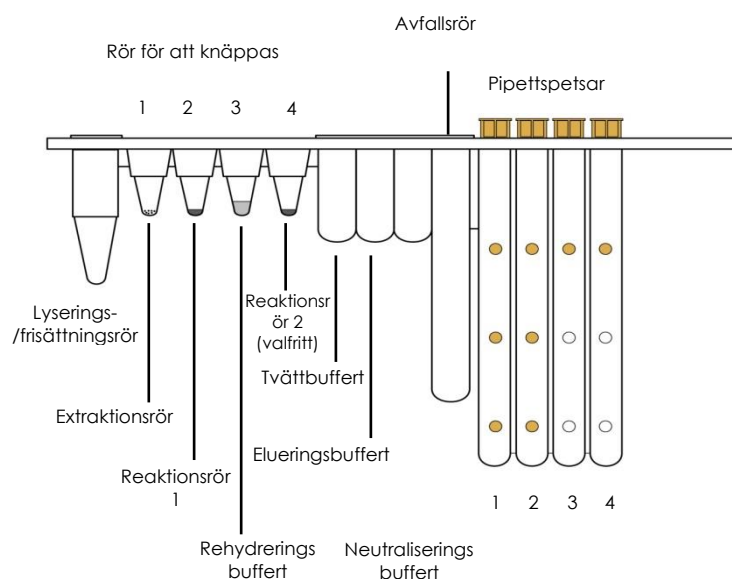 Avfallsrör
Rör för att knäppas
Pipettspetsar
1 2 3 4
Lyserings-
/frisättningsrör
Reaktionsr
ör 2
(valfritt)
Tvättbuffert
Extraktionsrör
Elueringsbuffert
Reaktionsrör
1
1 2 3 4
Rehydrerings
buffert
Neutraliserings
buffert